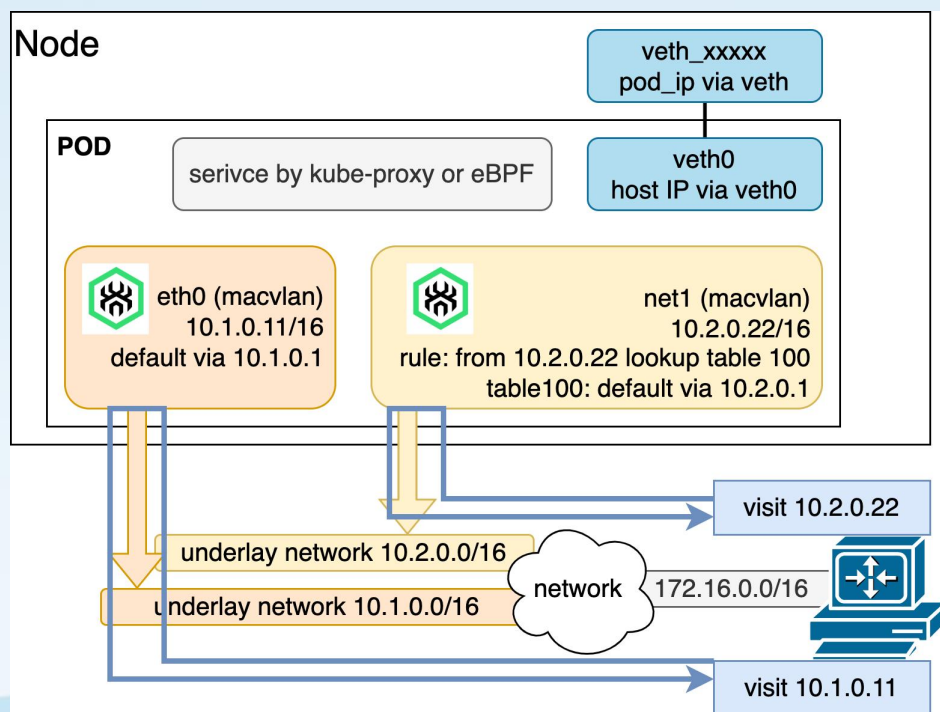 Node
veth_xxxxx
pod_ip via veth
POD
serivce by kube-proxy or eBPF
veth0
host IP via veth0
eth0 (macvlan)
10.1.0.11/16
default via 10.1.0.1
net1 (macvlan)
10.2.0.22/16
rule: from 10.2.0.22 lookup table 100
table100: default via 10.2.0.1
visit 10.2.0.22
underlay network 10.2.0.0/16
network
172.16.0.0/16
underlay network 10.1.0.0/16
visit 10.1.0.11